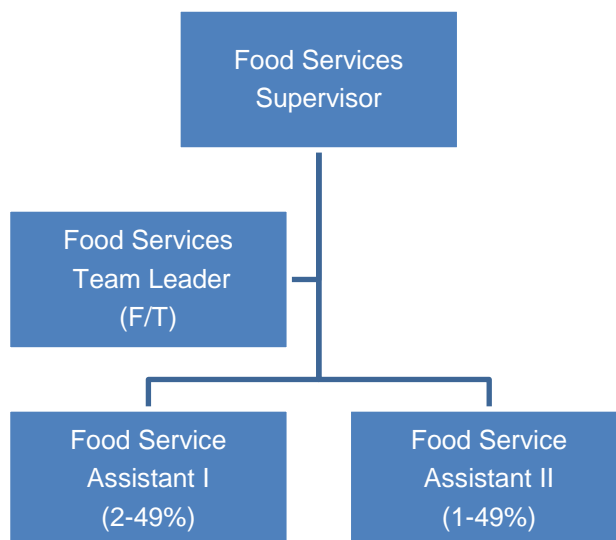 Food Services
Supervisor
Food Services
Team Leader
(F/T)
Food Service
Assistant I
(2-49%)
Food Service
Assistant II
(1-49%)